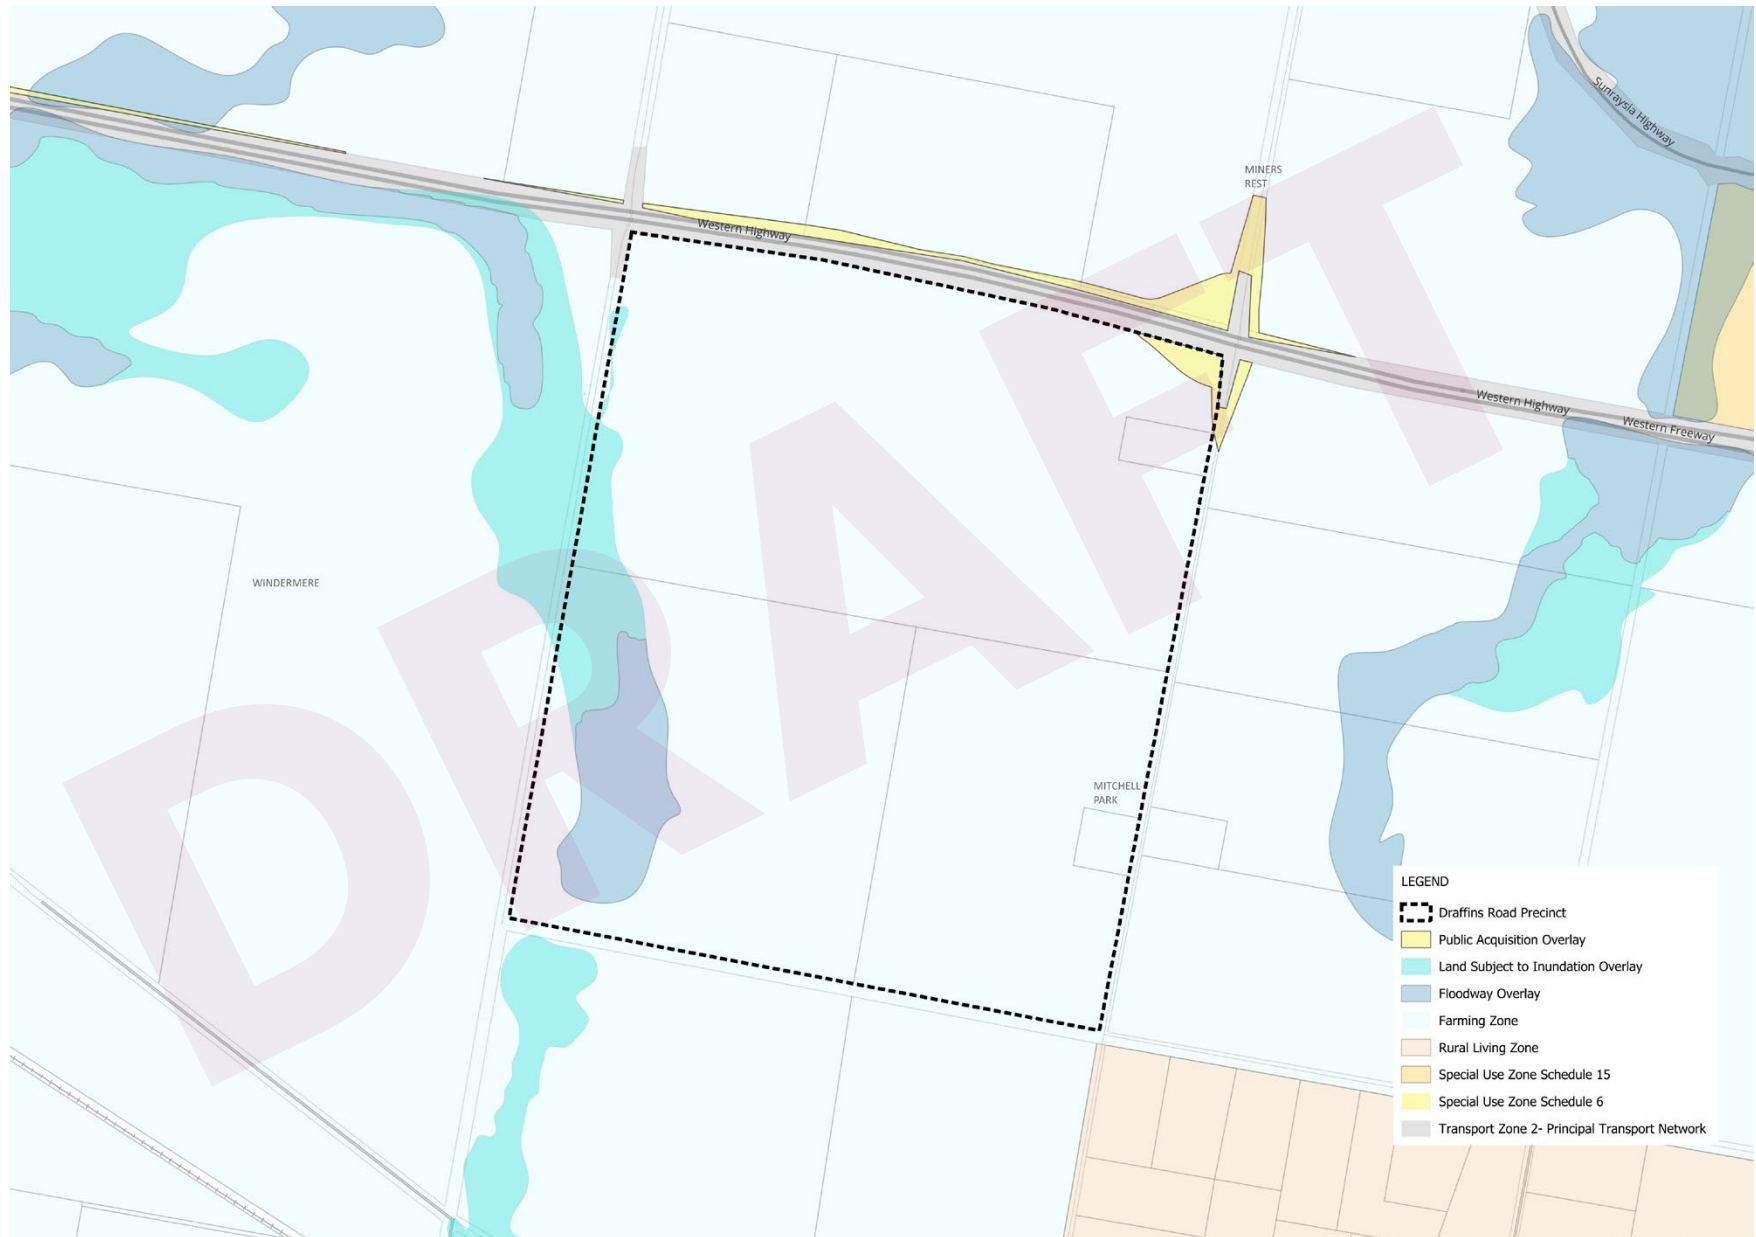 Sunraysia Highway
MINERS
REST
Western Highway
Western Highway
Western Freeway
WINDERMERE
MITCHELL
PARK
DRAFT
LEGEND
Draffins Road Precinct
Public Acquisition Overlay
Land Subject to Inundation Overlay
Floodway Overlay
Farming Zone
Rural Living Zone
Special Use Zone Schedule 15
Special Use Zone Schedule 6
Transport Zone 2- Principal Transport Network